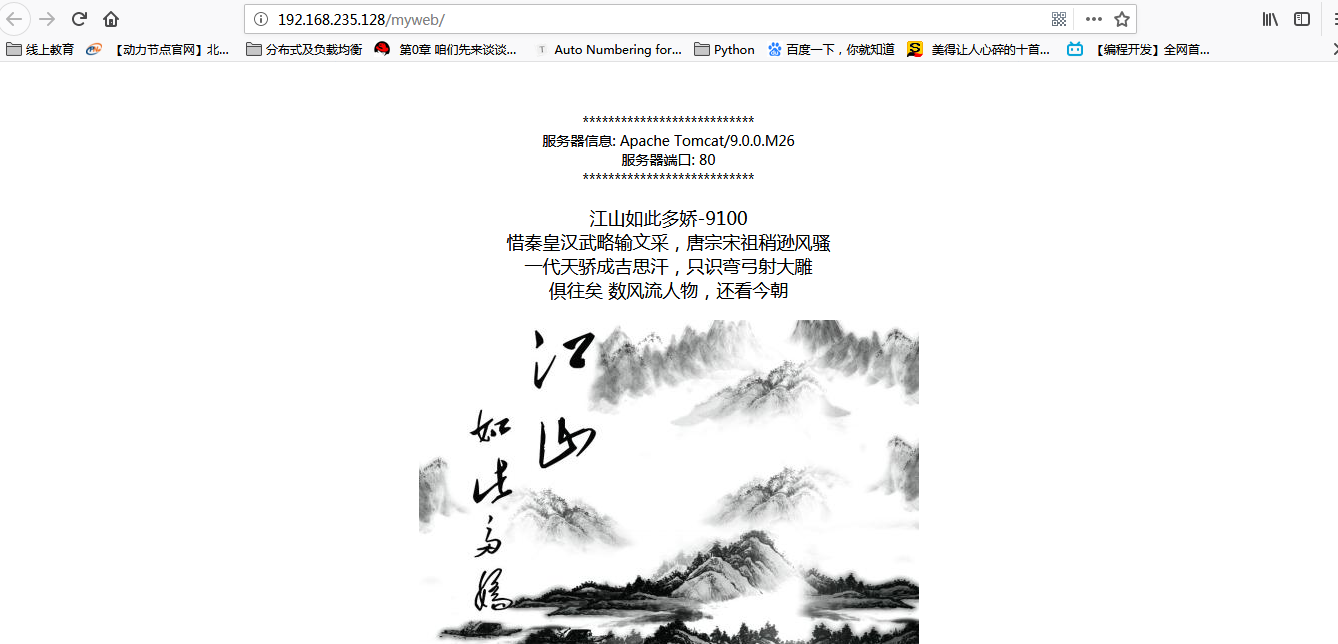 192.168.235.128/myweb/
线上教育 【动力节点官网】北... 分布式及负载均衡 第0章 咱们先来谈谈... T Auto Numbering for... Python 百度一下，你就知道 S 美得让人心碎的十首... 【编程开发】全网首...
***************************
服务器信息: Apache Tomcat/9.0.0.M26
服务器端口: 80
***************************
江山如此多娇-9100
惜秦皇汉武略输文采，唐宗宋祖稍逊风骚
一代天骄成吉思汗，只识弯弓射大雕
俱往矣 数风流人物，还看今朝
江山
如此多娇